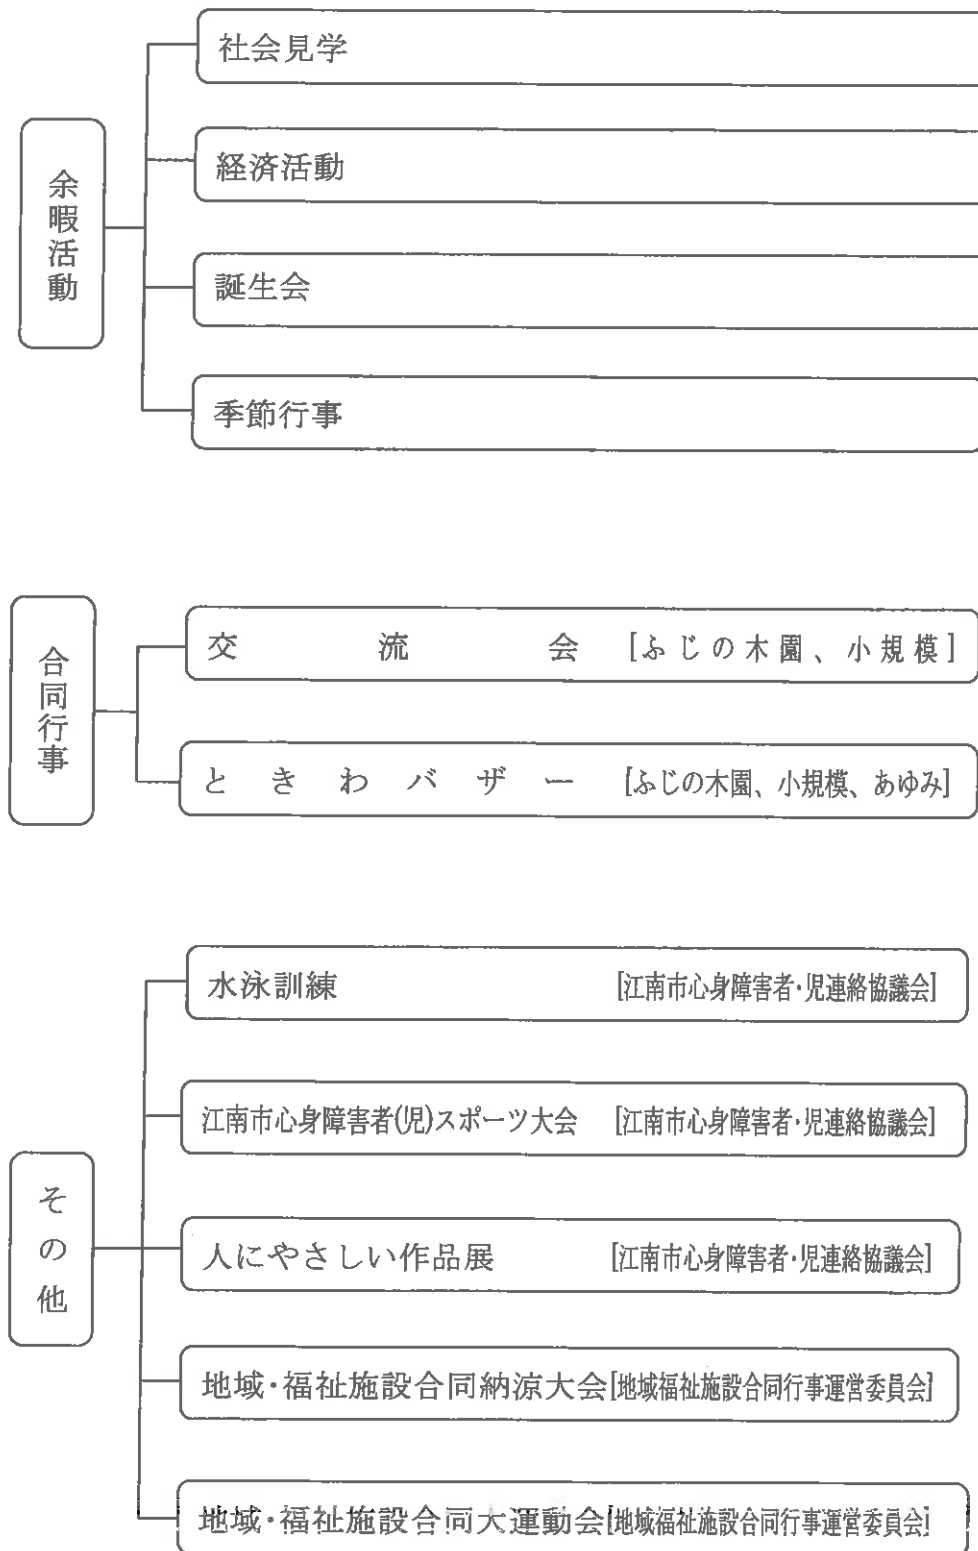 余暇活動
社会見学
経済活動
誕生会
季節行事
合同行事
交流会 [ふじの木園、小規模]
ときわバザー [ふじの木園、小規模、あゆみ]
その他
水泳訓練 [江南市心身障害者・児連絡協議会]
江南市心身障害者(児)スポーツ大会 [江南市心身障害者・児連絡協議会]
人にやさしい作品展 [江南市心身障害者・児連絡協議会]
地域・福祉施設合同納涼大会[地域福祉施設合同行事運営委員会]
地域・福祉施設合同大運動会[地域福祉施設合同行事運営委員会]